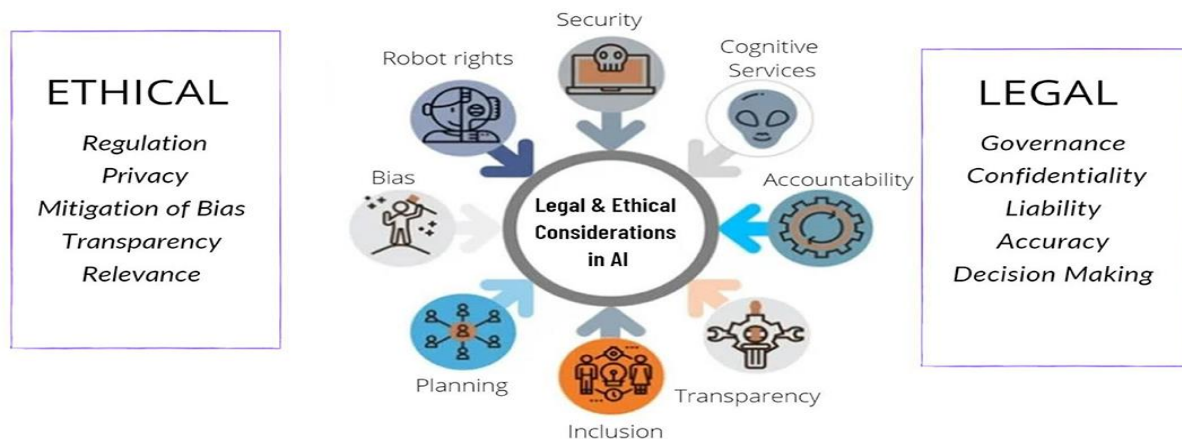 ETHICAL
Regulation
Privacy
Mitigation of Bias
Transparency
Relevance
Security
Robot rights
Cognitive
Services
Bias
Accountability
Legal & Ethical
Considerations
in AI
Planning
Transparency
Inclusion
LEGAL
Governance
Confidentiality
Liability
Accuracy
Decision Making